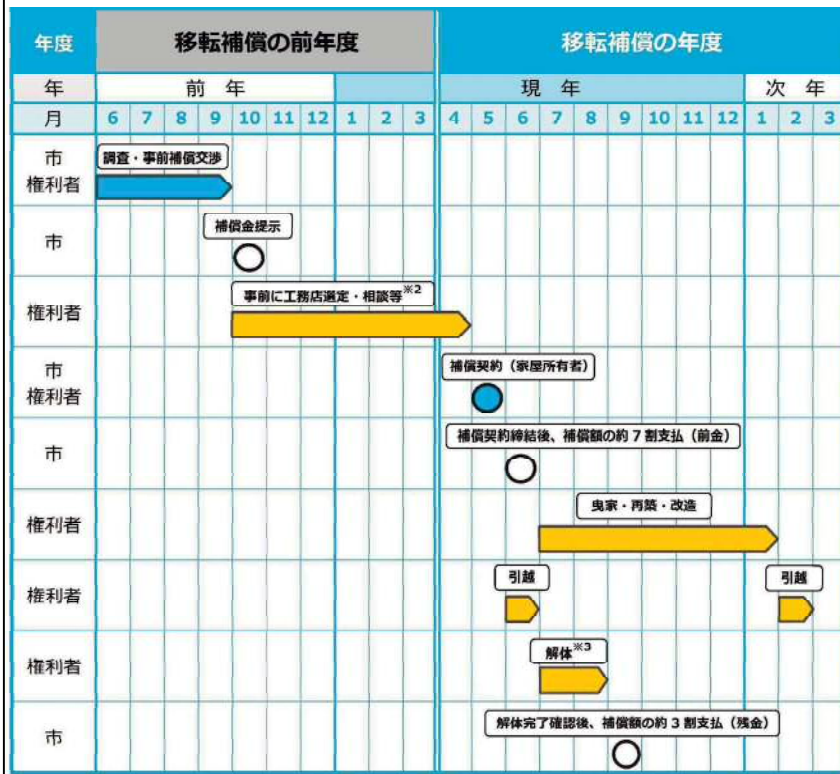 年度 移転補償の前年度 移転補償の年度
年 前 年 現 年 次 年
月 6 7 8 9 10 11 12 1 2 3 4 5 6 7 8 9 10 11 12 1 2 3
市
権利者
調査・事前補償交渉
市
補償金提示
権利者
事前に工務店選定・相談等※2
市
権利者
補償契約(家屋所有者)
市
補償契約締結後、補償額の約7割支払(前金)
権利者
曳家・再築・改造
権利者
引越 引越
権利者
解体※3
市
解体完了確認後、補償額の約3割支払(残金)